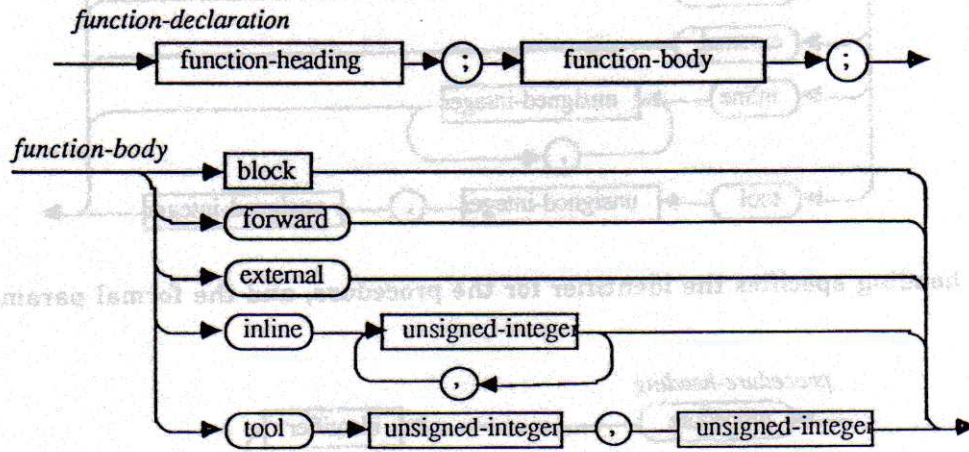 function-declaration
function-heading ; function-body ;
function-body
block
forward
external
inline unsigned-integer
,
tool unsigned-integer , unsigned-integer